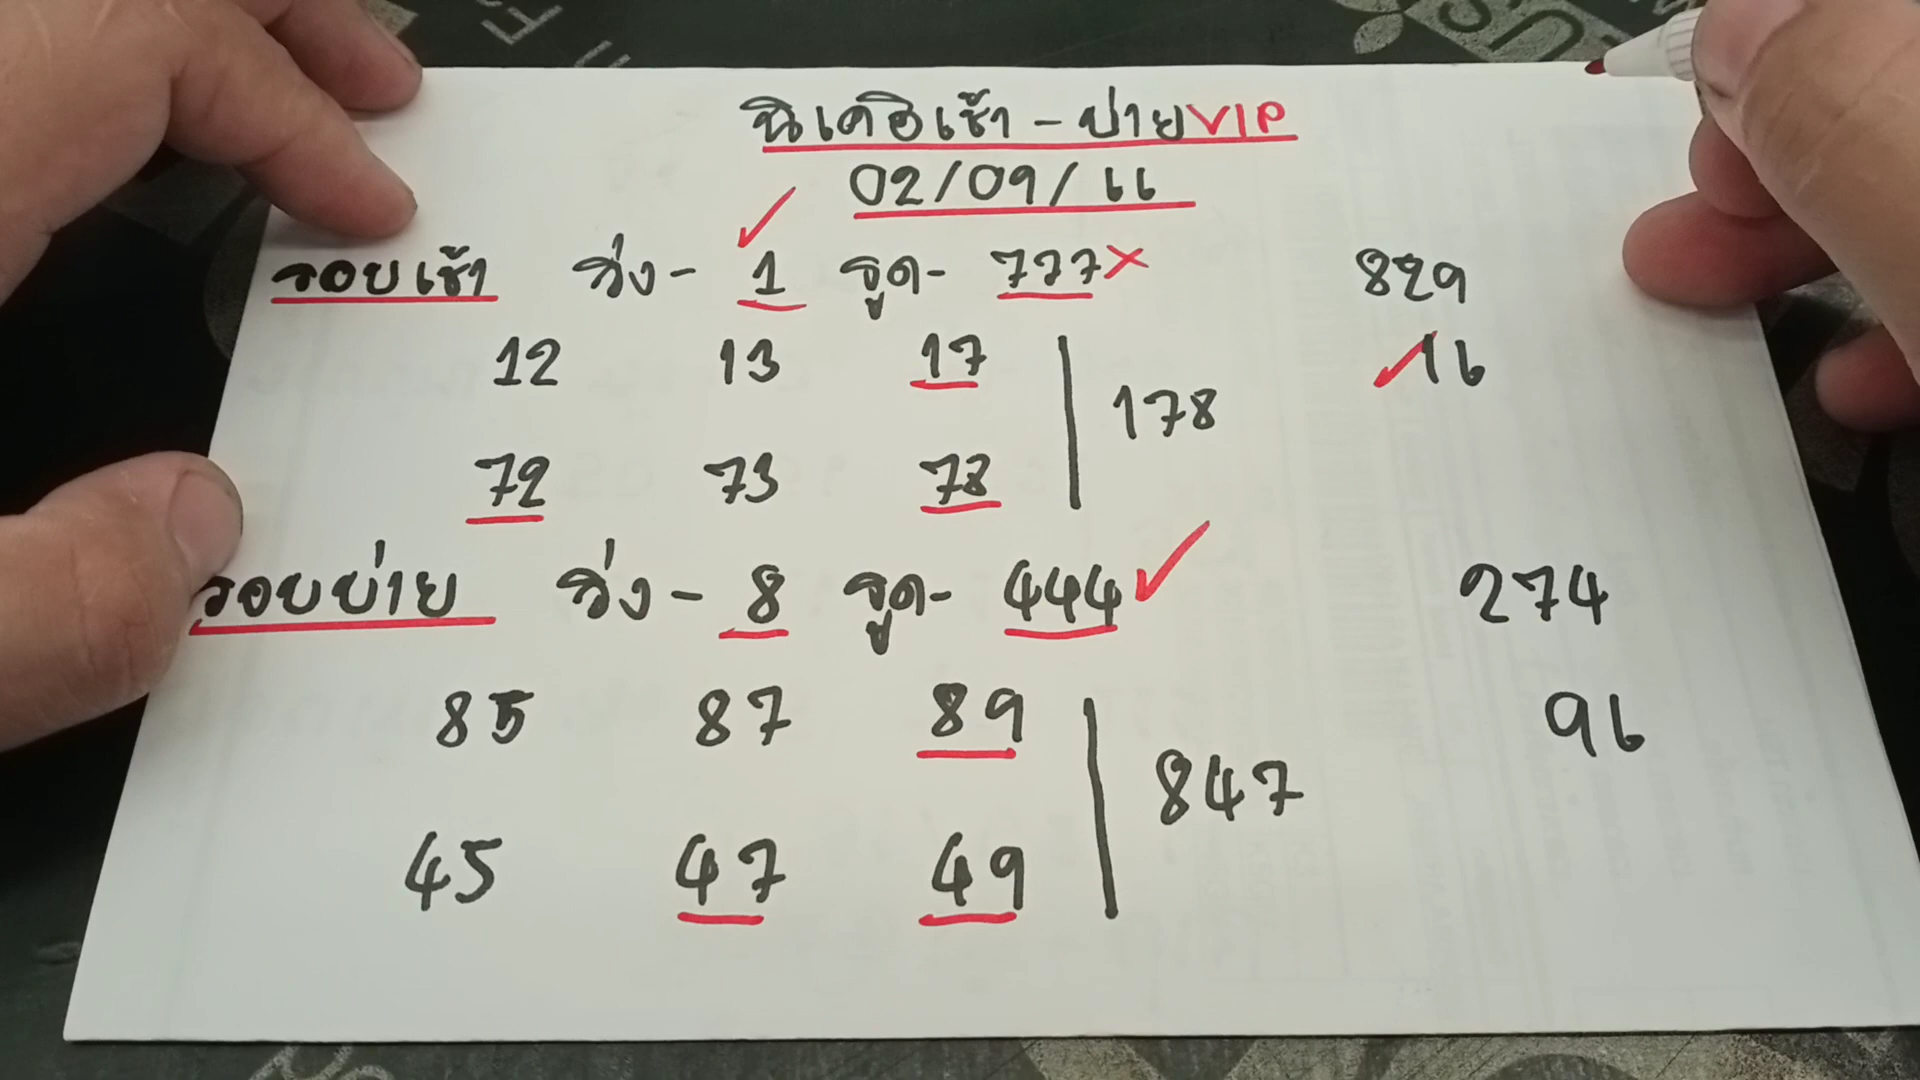 นิเคอิเช้า - บ่ายVIP
02/09/66
รอบเช้า วิ่ง - 1 รูด - 777 829
12 13 17 16
178
72 73 78
รอบบ่าย วิ่ง - 8 รูด - 444 274
85 87 89 96
847
45 47 49